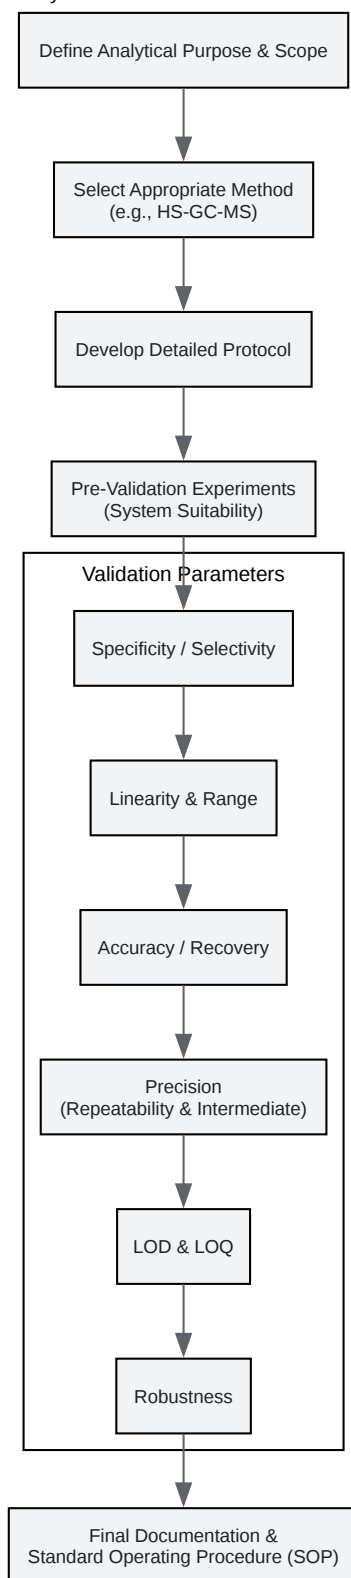 Define Analytical Purpose & Scope
Select Appropriate Method
(e.g., HS-GC-MS)
Develop Detailed Protocol
Pre-Validation Experiments
(System Suitability)
Validation Parameters
Specificity / Selectivity
Linearity & Range
Accuracy / Recovery
Precision
(Repeatability & Intermediate)
LOD & LOQ
Robustness
Final Documentation &
Standard Operating Procedure (SOP)